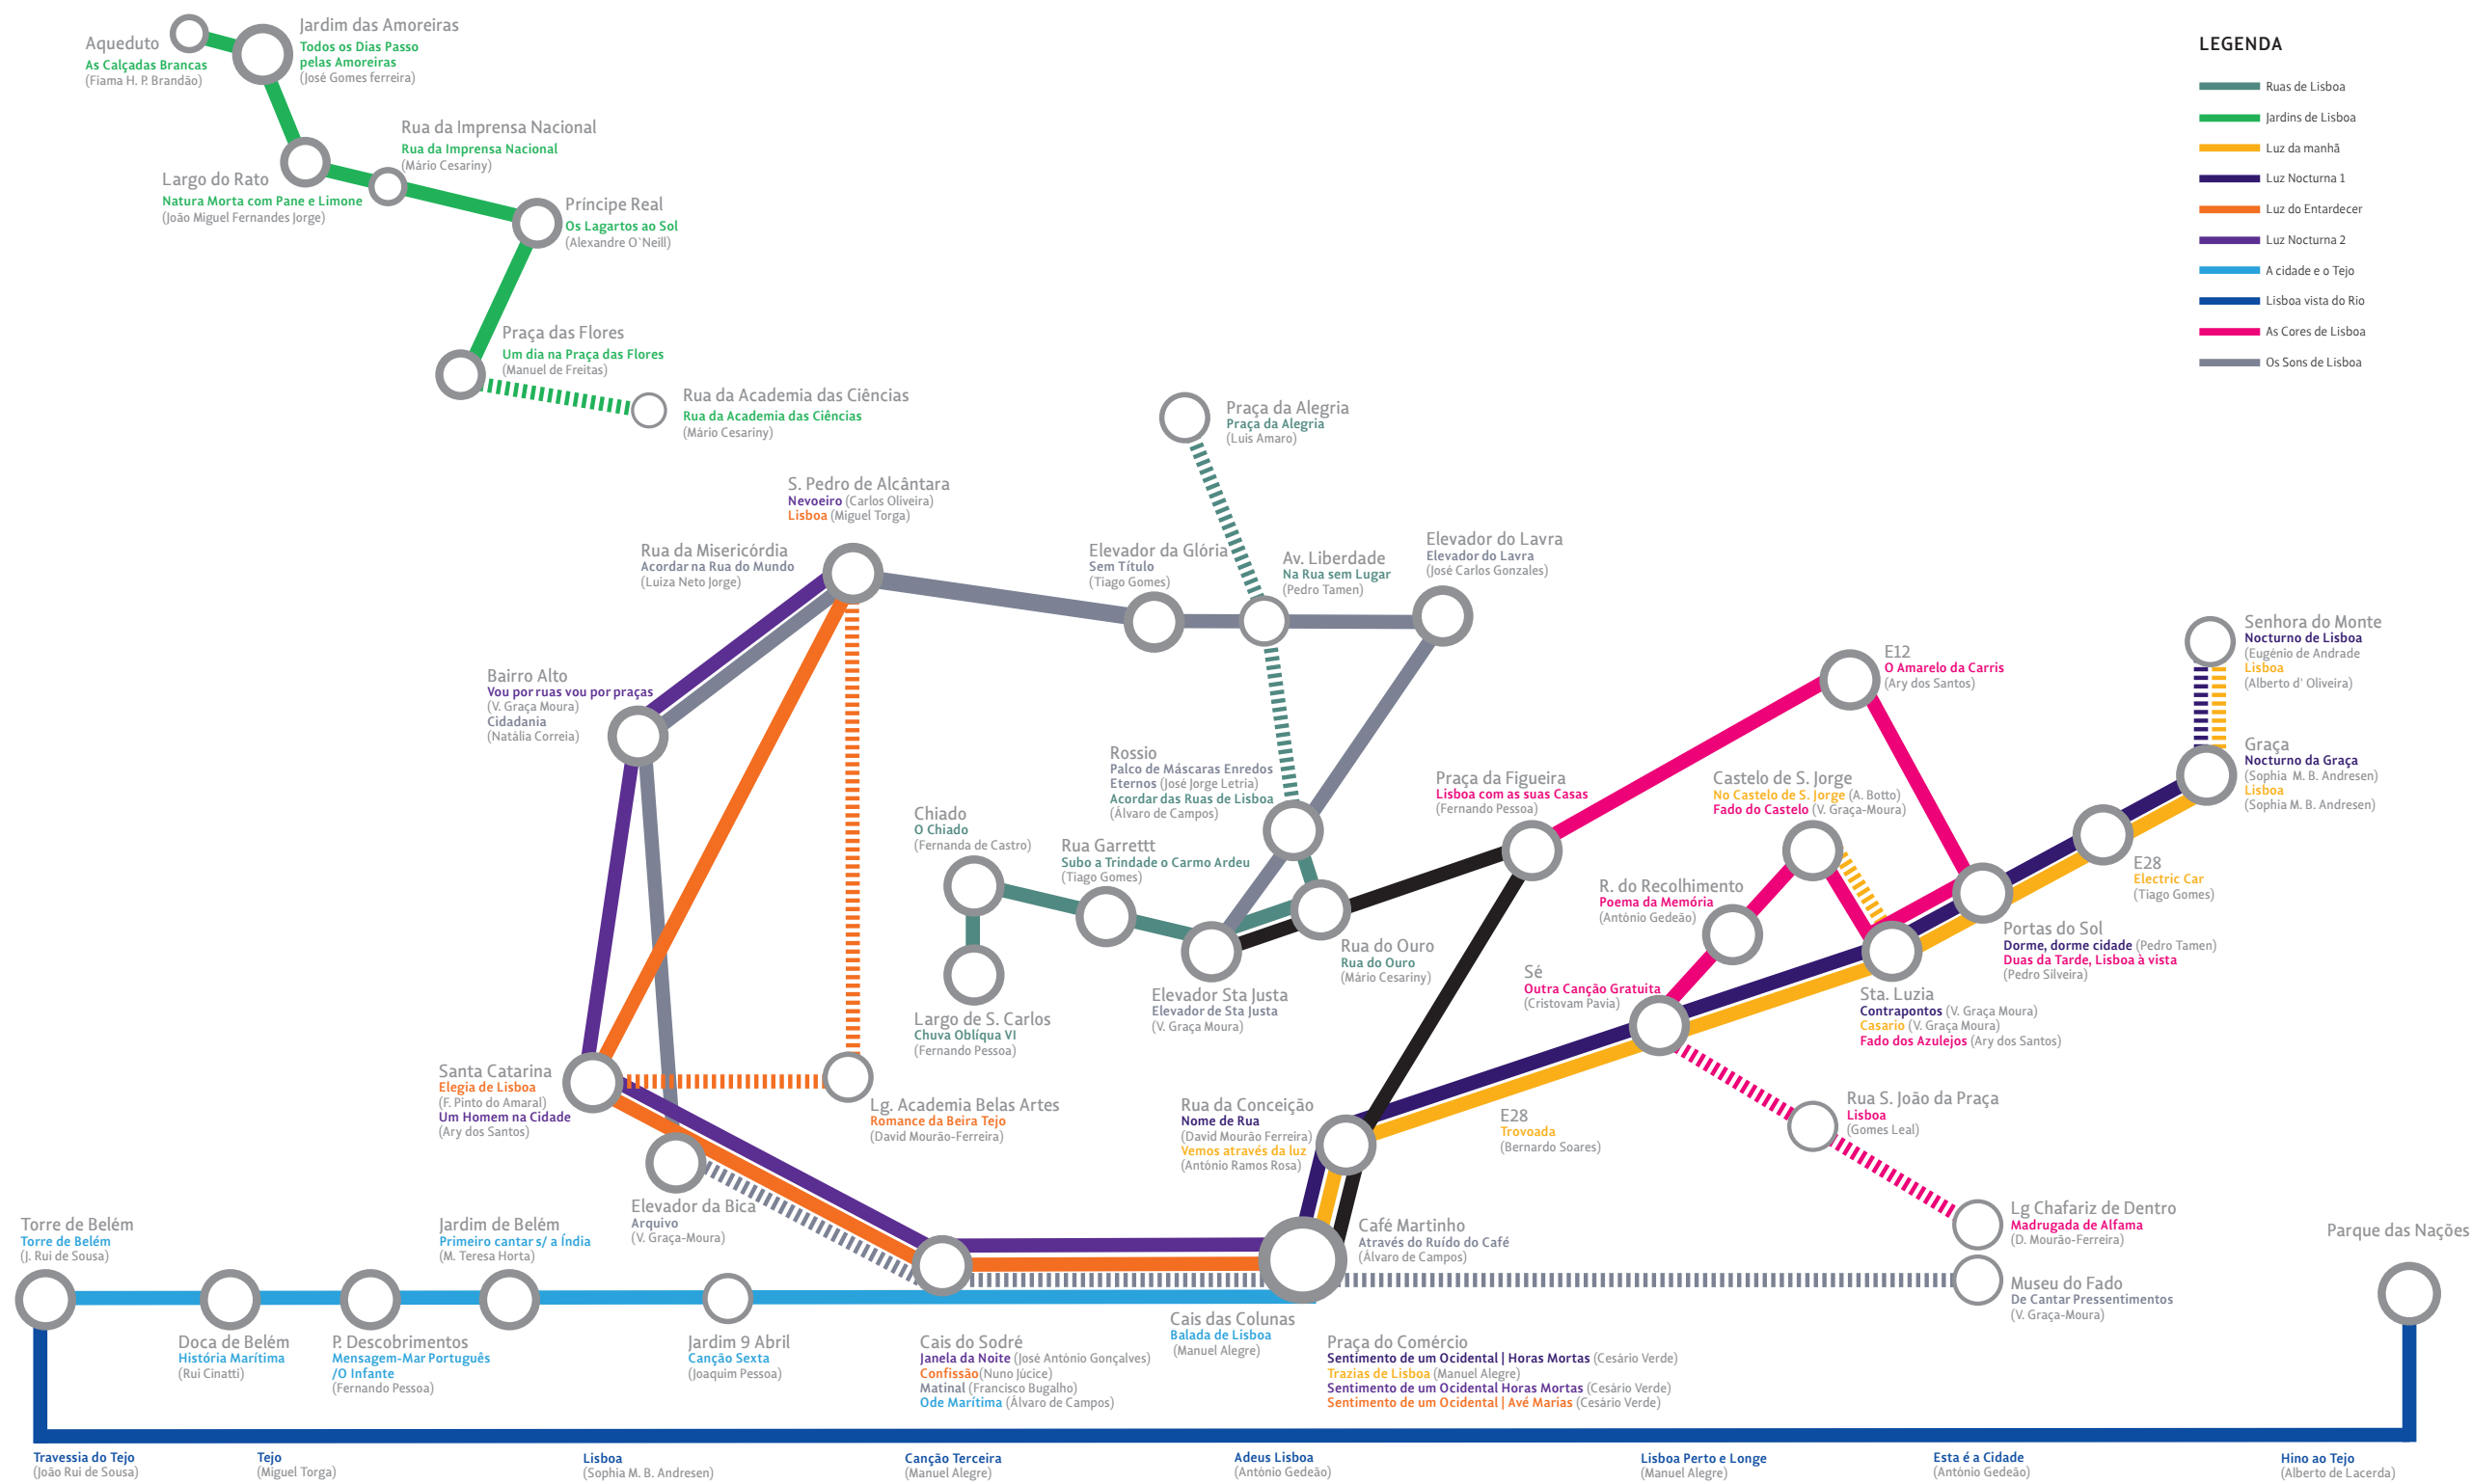 LEGENDA
Ruas de Lisboa
Jardins de Lisboa
Luz da manhã
Luz Nocturna 1
Luz do Entardecer
Luz Nocturna 2
A cidade e o Tejo
Lisboa vista do Rio
As Cores de Lisboa
Os Sons de Lisboa
Aqueduto
As Calçadas Brancas
(Fiama H. P. Brandão)
Jardim das Amoreiras
Todos os Dias Passo
pelas Amoreiras
(José Gomes ferreira)
Rua da Imprensa Nacional
Rua da Imprensa Nacional
(Mário Cesariny)
Largo do Rato
Natura Morta com Pane e Limone
(João Miguel Fernandes Jorge)
Príncipe Real
Os Lagartos ao Sol
(Alexandre O`Neill)
Praça das Flores
Um dia na Praça das Flores
(Manuel de Freitas)
Rua da Academia das Ciências
Rua da Academia das Ciências
(Mário Cesariny)
Praça da Alegria
Praça da Alegria
(Luís Amaro)
S. Pedro de Alcântara
Nevoeiro (Carlos Oliveira)
Lisboa (Miguel Torga)
Rua da Misericórdia
Acordar na Rua do Mundo
(Luiza Neto Jorge)
Elevador da Glória
Sem Título
(Tiago Gomes)
Av. Liberdade
Na Rua sem Lugar
(Pedro Tamen)
Elevador do Lavra
Elevador do Lavra
(José Carlos Gonzales)
Senhora do Monte
Nocturno de Lisboa
(Eugénio de Andrade
Lisboa
(Alberto d' Oliveira)
E12
O Amarelo da Carris
(Ary dos Santos)
Bairro Alto
Vou por ruas vou por praças
(V. Graça Moura)
Cidadania
(Natália Correia)
Graça
Nocturno da Graça
(Sophia M. B. Andresen)
Lisboa
(Sophia M. B. Andresen)
Rossio
Palco de Máscaras Enredos
Eternos (José Jorge Letria)
Acordar das Ruas de Lisboa
(Álvaro de Campos)
Praça da Figueira
Lisboa com as suas Casas
(Fernando Pessoa)
Castelo de S. Jorge
No Castelo de S. Jorge (A. Botto)
Fado do Castelo (V. Graça-Moura)
Chiado
O Chiado
(Fernanda de Castro)
Rua Garrettt
Subo a Trindade o Carmo Ardeu
(Tiago Gomes)
E28
Electric Car
(Tiago Gomes)
R. do Recolhimento
Poema da Memória
(António Gedeão)
Rua do Ouro
Rua do Ouro
(Mário Cesariny)
Portas do Sol
Dorme, dorme cidade (Pedro Tamen)
Duas da Tarde, Lisboa à vista
(Pedro Silveira)
Sé
Outra Canção Gratuita
(Cristovam Pavia)
Elevador Sta Justa
Elevador de Sta Justa
(V. Graça Moura)
Sta. Luzia
Contrapontos (V. Graça Moura)
Casario (V. Graça Moura)
Fado dos Azulejos (Ary dos Santos)
Largo de S. Carlos
Chuva Oblíqua VI
(Fernando Pessoa)
Santa Catarina
Elegia de Lisboa
(F. Pinto do Amaral)
Um Homem na Cidade
(Ary dos Santos)
Lg. Academia Belas Artes
Romance da Beira Tejo
(David Mourão-Ferreira)
Rua da Conceição
Nome de Rua
(David Mourão Ferreira)
Vemos através da luz
(António Ramos Rosa)
E28
Trovoada
(Bernardo Soares)
Rua S. João da Praça
Lisboa
(Gomes Leal)
Elevador da Bica
Arquivo
(V. Graça-Moura)
Lg Chafariz de Dentro
Madrugada de Alfama
(D. Mourão-Ferreira)
Café Martinho
Através do Ruído do Café
(Álvaro de Campos)
Parque das Nações
Torre de Belém
Torre de Belém
(J. Rui de Sousa)
Jardim de Belém
Primeiro cantar s/ a Índia
(M. Teresa Horta)
Museu do Fado
De Cantar Pressentimentos
(V. Graça-Moura)
Doca de Belém
História Marítima
(Rui Cinatti)
P. Descobrimentos
Mensagem-Mar Português
/O Infante
(Fernando Pessoa)
Jardim 9 Abril
Canção Sexta
(Joaquim Pessoa)
Cais do Sodré
Janela da Noite (José António Gonçalves)
Confissão(Nuno Júcice)
Matinal (Francisco Bugalho)
Ode Marítima (Álvaro de Campos)
Cais das Colunas
Balada de Lisboa
(Manuel Alegre)
Praça do Comércio
Sentimento de um Ocidental | Horas Mortas (Cesário Verde)
Trazias de Lisboa (Manuel Alegre)
Sentimento de um Ocidental Horas Mortas (Cesário Verde)
Sentimento de um Ocidental | Avé Marias (Cesário Verde)
Travessia do Tejo
(João Rui de Sousa)
Tejo
(Miguel Torga)
Lisboa
(Sophia M. B. Andresen)
Canção Terceira
(Manuel Alegre)
Adeus Lisboa
(António Gedeão)
Lisboa Perto e Longe
(Manuel Alegre)
Esta é a Cidade
(António Gedeão)
Hino ao Tejo
(Alberto de Lacerda)